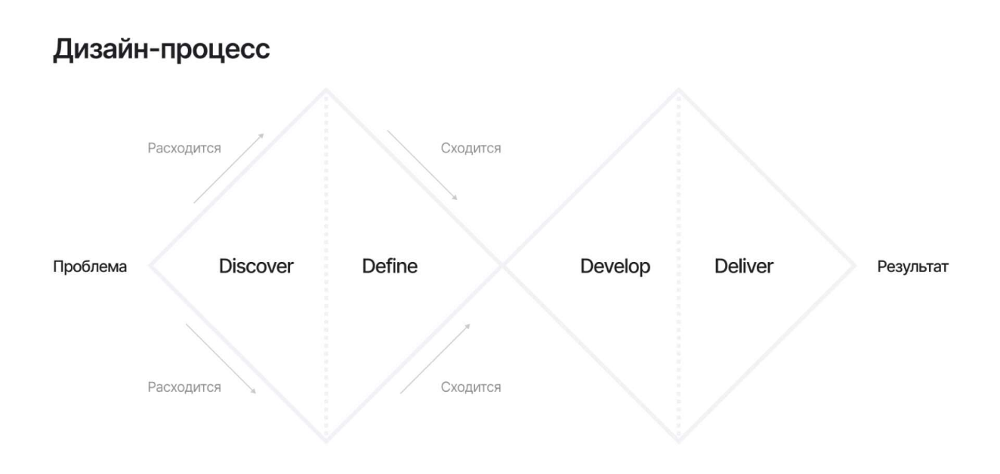 Дизайн-процесс
Расходится
Сходится
Проблема
Discover
Define
Develop
Deliver
Результат
Расходится
Сходится